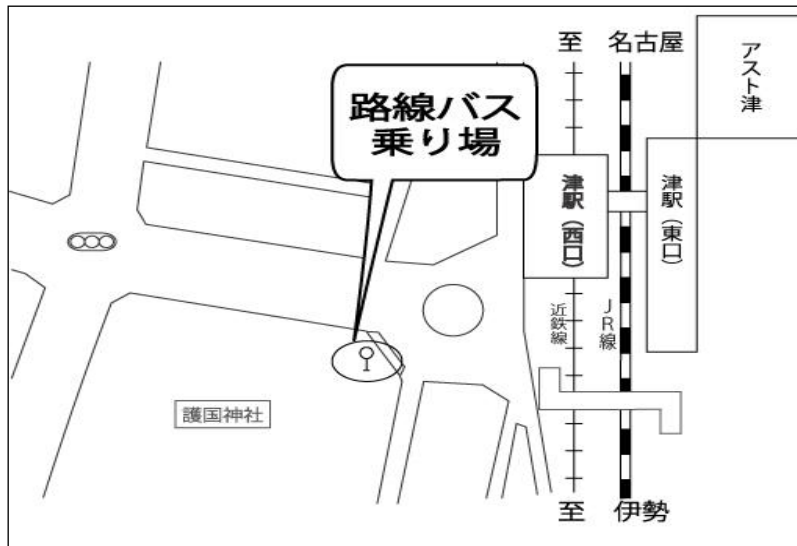 至 名古屋
アスト津
路線バス
乗り場
津駅（西口）
津駅（東口）
近鉄線
ＪＲ線
護国神社
至 伊勢